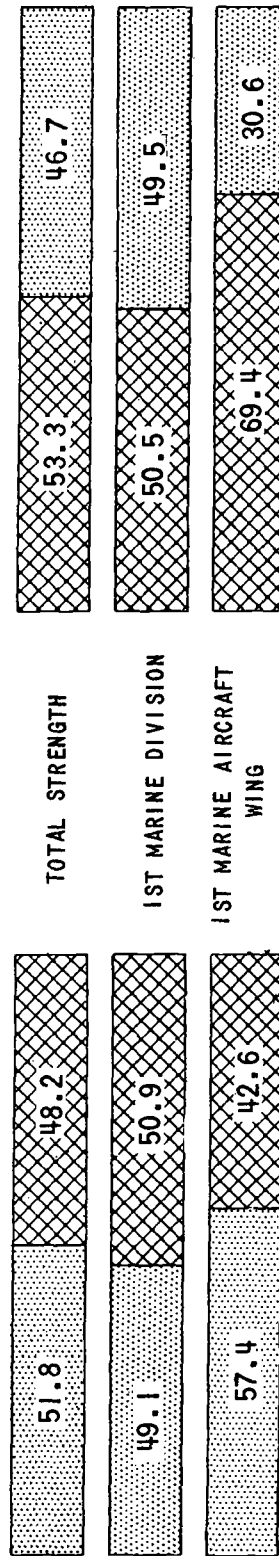 51.8 48.2 TOTAL STRENGTH 53.3 46.7
49.1 50.9 1ST MARINE DIVISION 50.5 49.5
57.4 42.6 1ST MARINE AIRCRAFT 69.4 30.6
WING